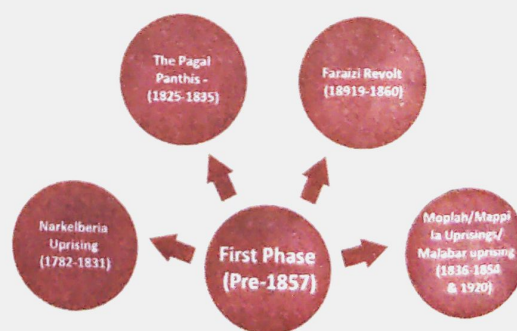 The Pagal
Panthis -
(1825-1835)
Faraizi Revolt
(18919-1860)
Narkelberia
Uprising
(1782-1831)
First Phase
(Pre-1857)
Moplah/Mappi
la Uprisings/
Malabar uprising
(1836-1854
& 1920)